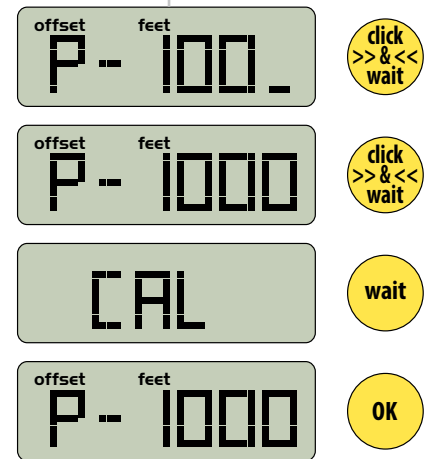 offset feet
P- 100_
click
>> & <<
wait
offset feet
P- 1000
click
>> & <<
wait
CAL
wait
offset feet
P- 1000
OK